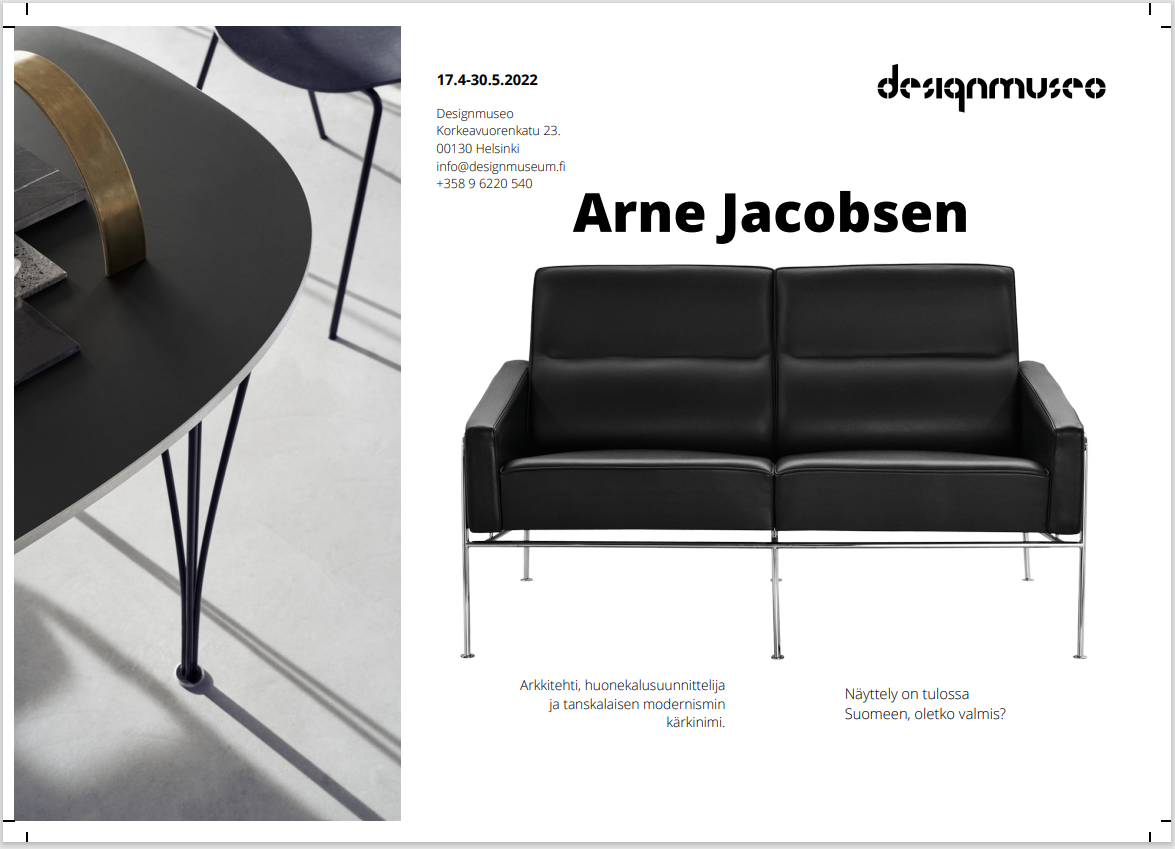 17.4-30.5.2022
designmuseo
Designmuseo
Korkeavuorenkatu 23.
00130 Helsinki
info@designmuseum.fi
+358 9 6220 540
Arne Jacobsen
Arkkitehti, huonekalusuunnittelija
ja tanskalaisen modernismin
kärkinimi.
Näyttely on tulossa
Suomeen, oletko valmis?